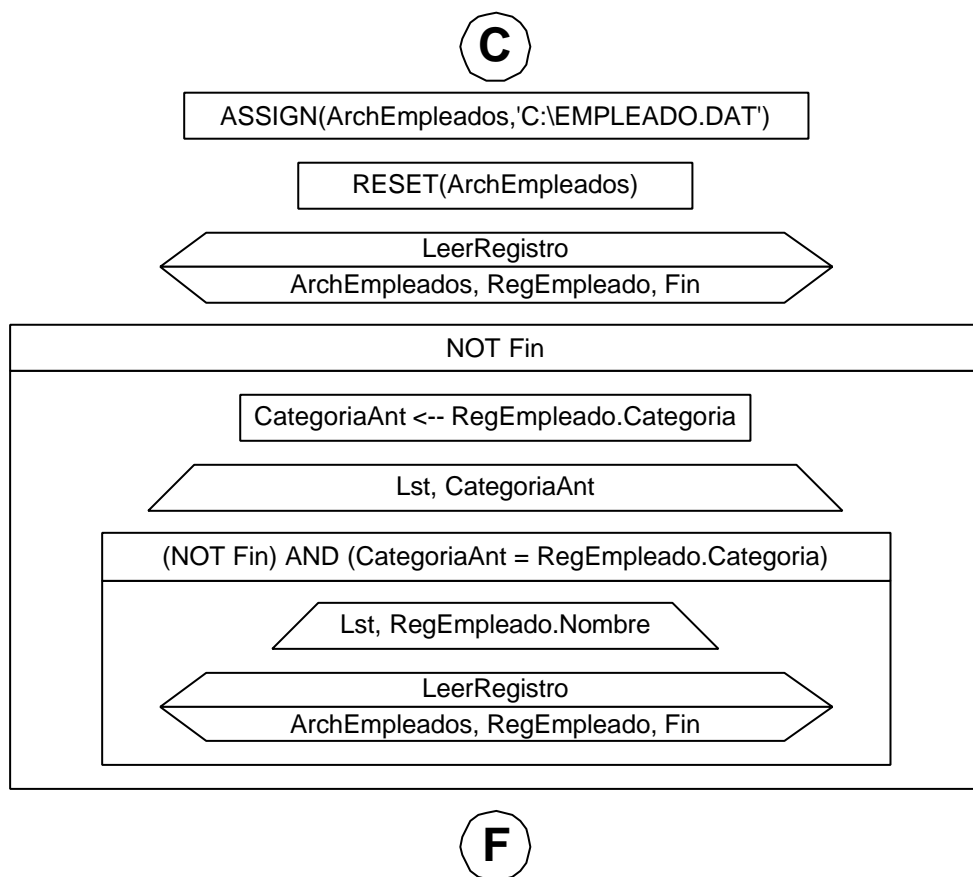 C
ASSIGN(ArchEmpleados,'C:\EMPLEADO.DAT')
RESET(ArchEmpleados)
LeerRegistro
ArchEmpleados, RegEmpleado, Fin
NOT Fin
CategoriaAnt <-- RegEmpleado.Categoria
Lst, CategoriaAnt
(NOT Fin) AND (CategoriaAnt = RegEmpleado.Categoria)
Lst, RegEmpleado.Nombre
LeerRegistro
ArchEmpleados, RegEmpleado, Fin
F